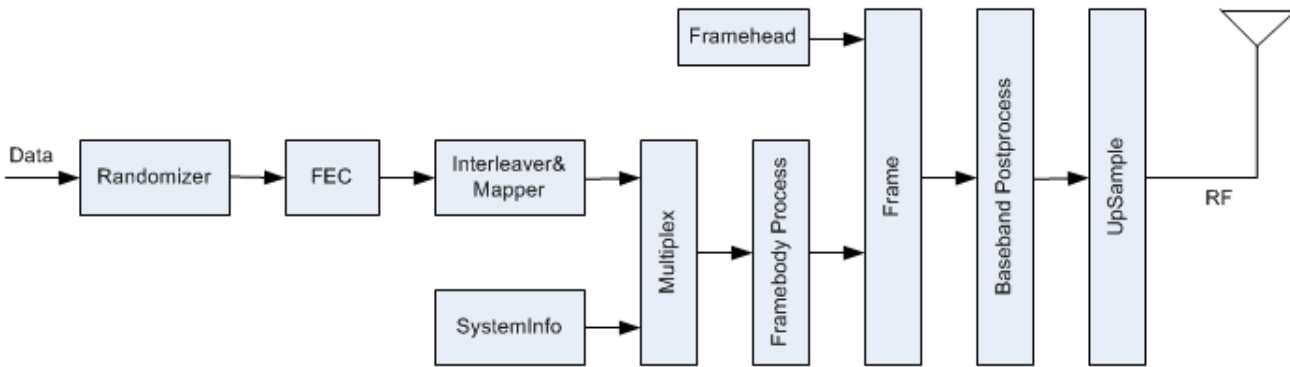 Framehead
Data
Randomizer
FEC
Interleaver&
Mapper
SystemInfo
Multiplex
Framebody Process
Frame
Baseband Postprocess
UpSample
RF